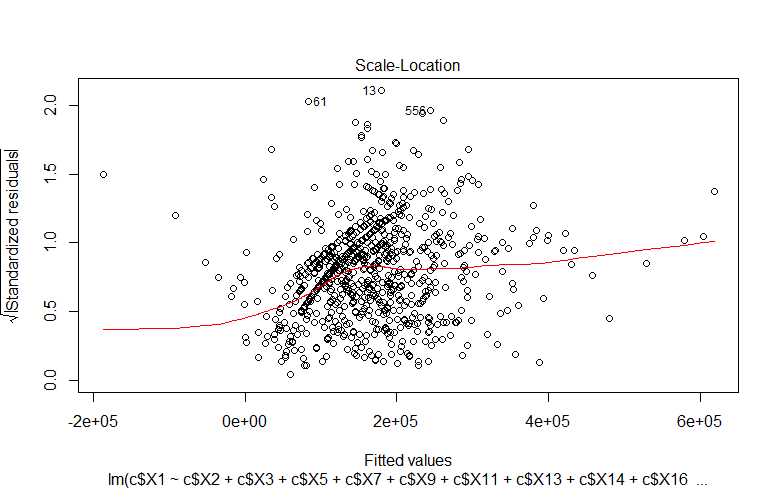 Scale-Location
√|Standardized residuals|
2.0
1.5
1.0
0.5
0.0
13
61
556
-2e+05
0e+00
2e+05
4e+05
6e+05
Fitted values
lm(c$X1 ~ c$X2 + c$X3 + c$X5 + c$X7 + c$X9 + c$X11 + c$X13 + c$X14 + c$X16 ...